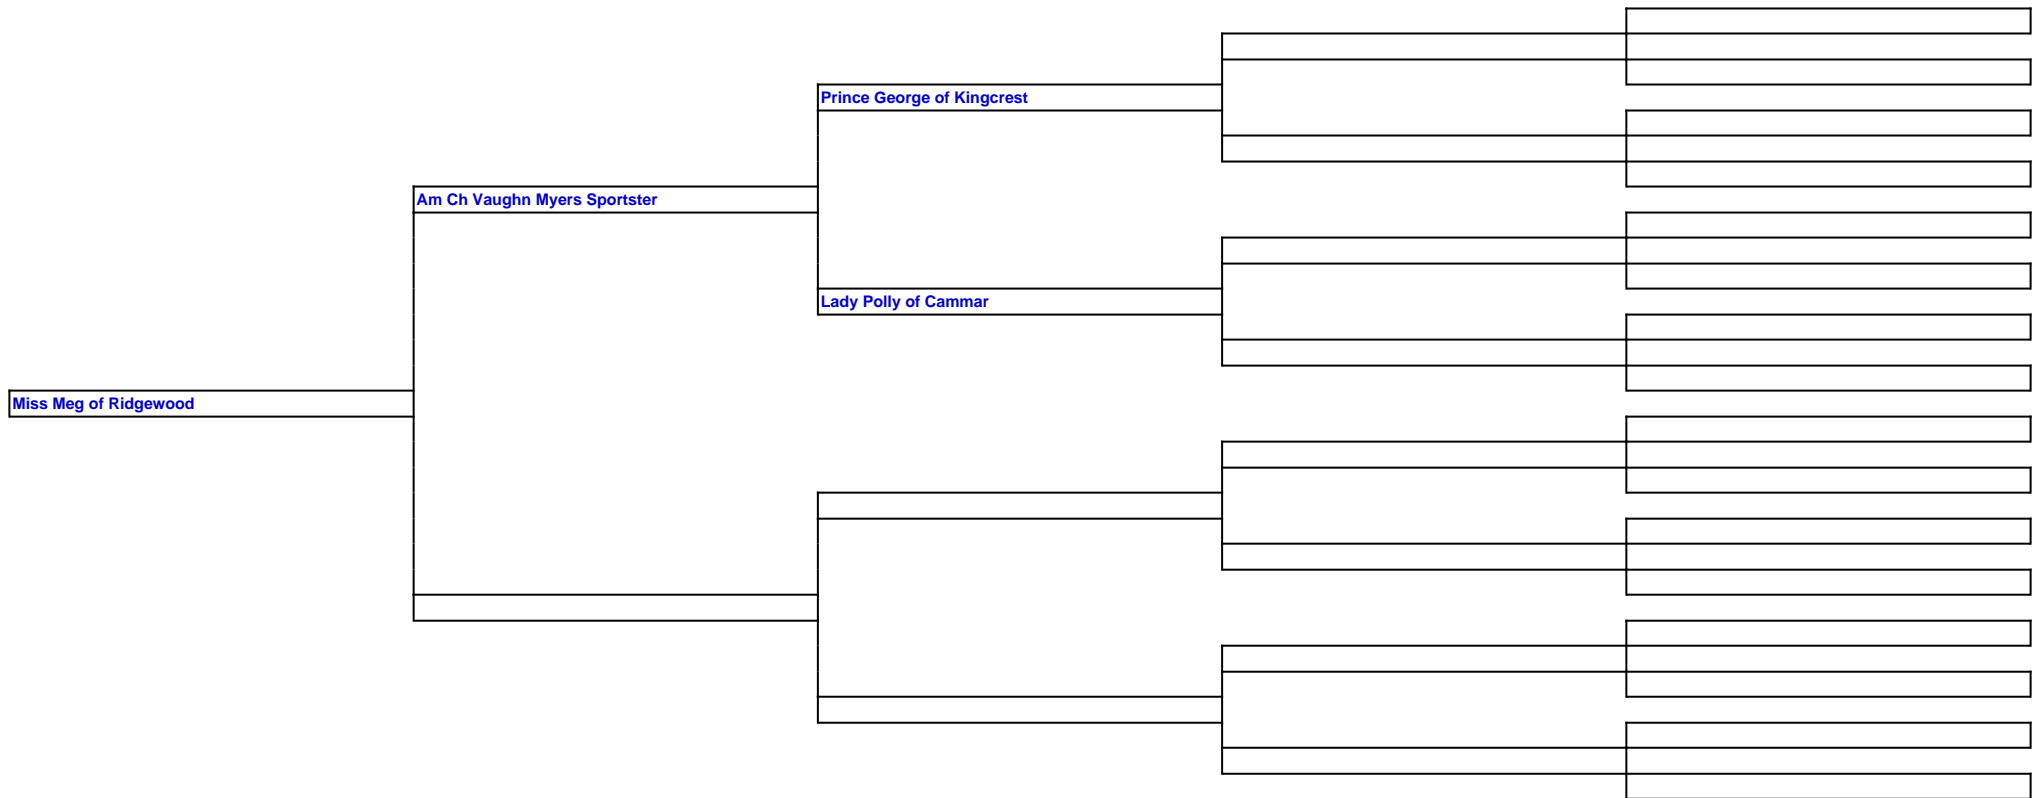 Prince George of Kingcrest
Am Ch Vaughn Myers Sportster
Lady Polly of Cammar
Miss Meg of Ridgewood